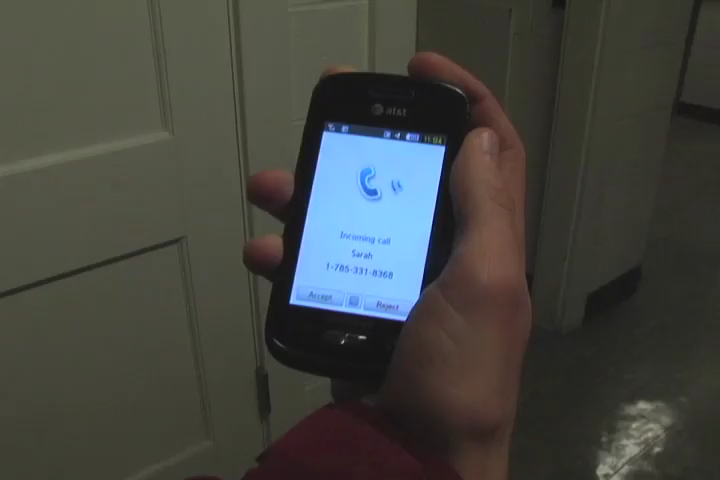 at&t
11:04
Incoming call
Sarah
1-785-331-8368
Accept
Reject